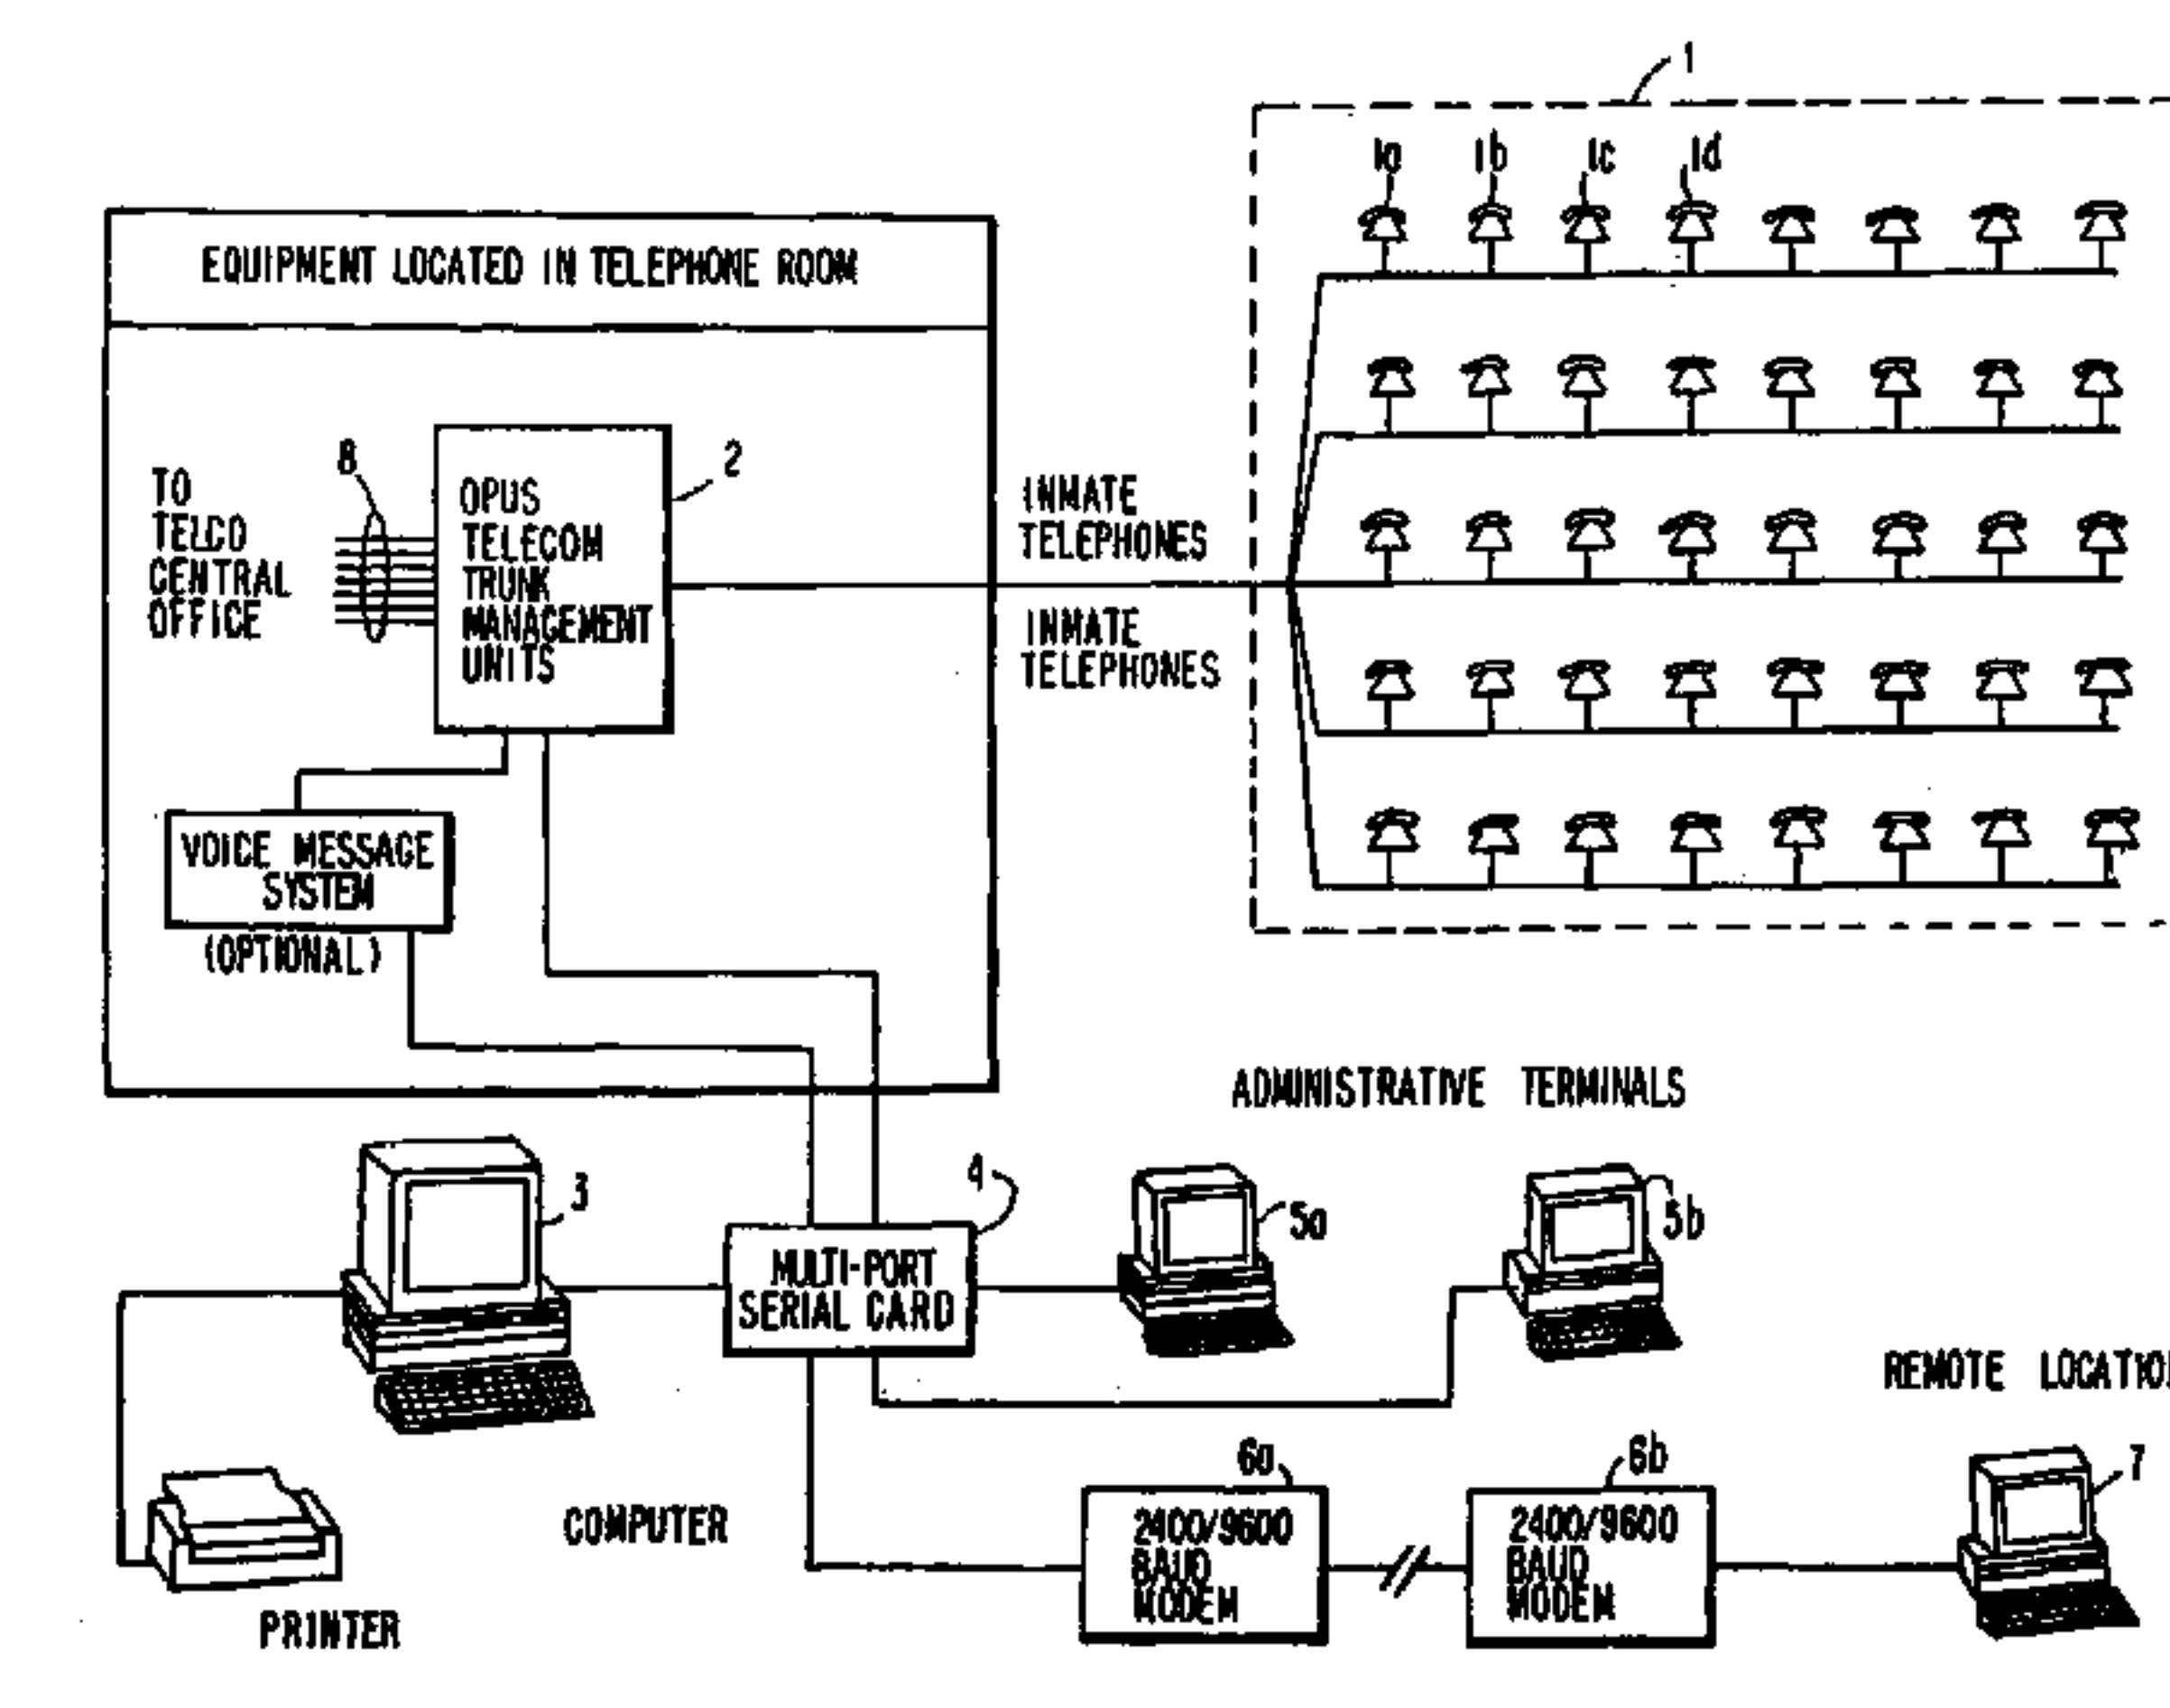 1
1a 1b 1c 1d
EQUIPMENT LOCATED IN TELEPHONE ROOM
8
2
TO
TELCO
CENTRAL
OFFICE
OPUS
TELECOM
TRUNK
MANAGEMENT
UNITS
INMATE
TELEPHONES
INMATE
TELEPHONES
VOICE MESSAGE
SYSTEM
(OPTIONAL)
ADMINISTRATIVE TERMINALS
3
4
5a
5b
MULTI-PORT
SERIAL CARD
REMOTE LOCATIO
6a
6b
7
COMPUTER
2400/9600
BAUD
MODEM
2400/9600
BAUD
MODEM
PRINTER